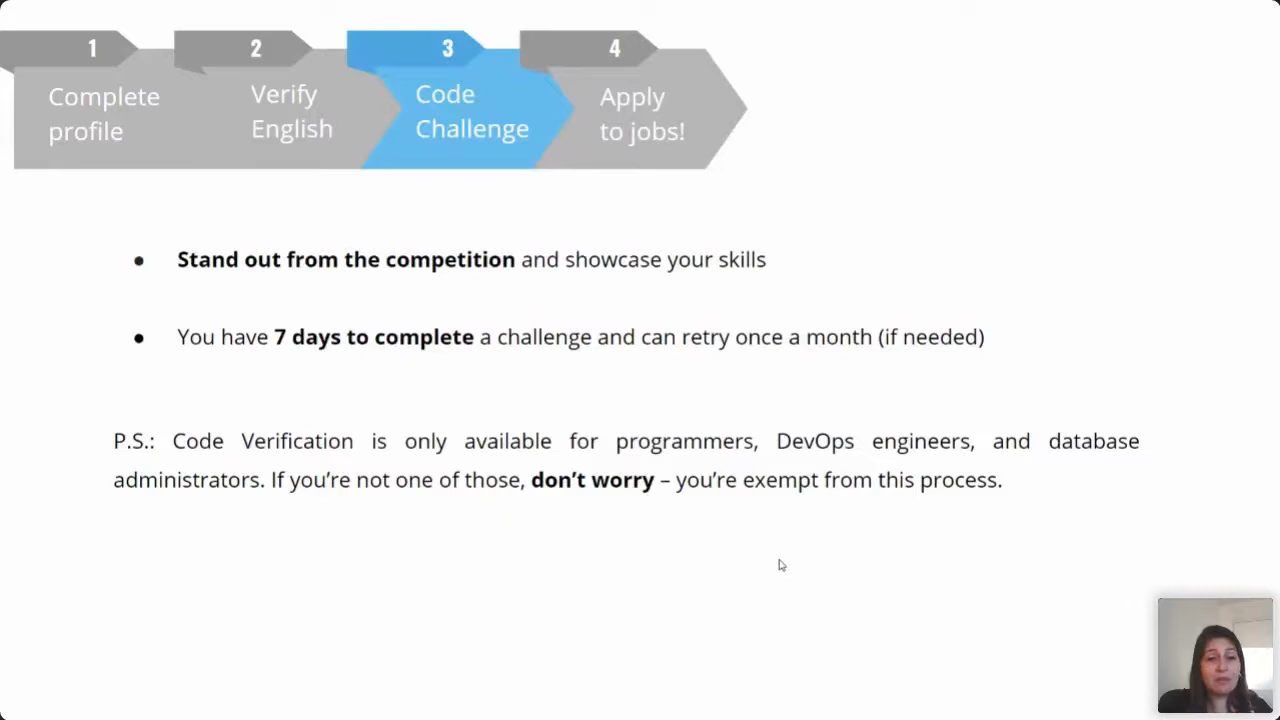 1
Complete
profile
2
Verify
English
3
Code
Challenge
4
Apply
to jobs!
● Stand out from the competition and showcase your skills
● You have 7 days to complete a challenge and can retry once a month (if needed)
P.S.: Code Verification is only available for programmers, DevOps engineers, and database
administrators. If you’re not one of those, don’t worry – you’re exempt from this process.